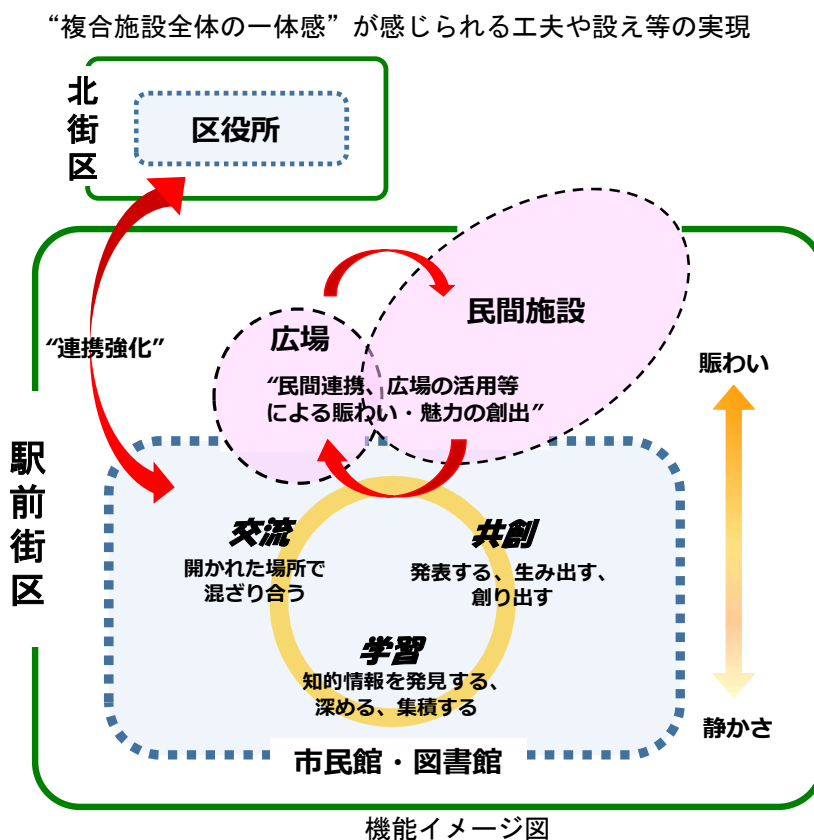 “複合施設全体の一体感”が感じられる工夫や設え等の実現
北街区
区役所
民間施設
広場
“連携強化”
“民間連携、広場の活用等
による賑わい・魅力の創出”
賑わい
駅前街区
交流
開かれた場所で
混ざり合う
共創
発表する、生み出す、
創り出す
学習
知的情報を発見する、
深める、集積する
静かさ
市民館・図書館
機能イメージ図